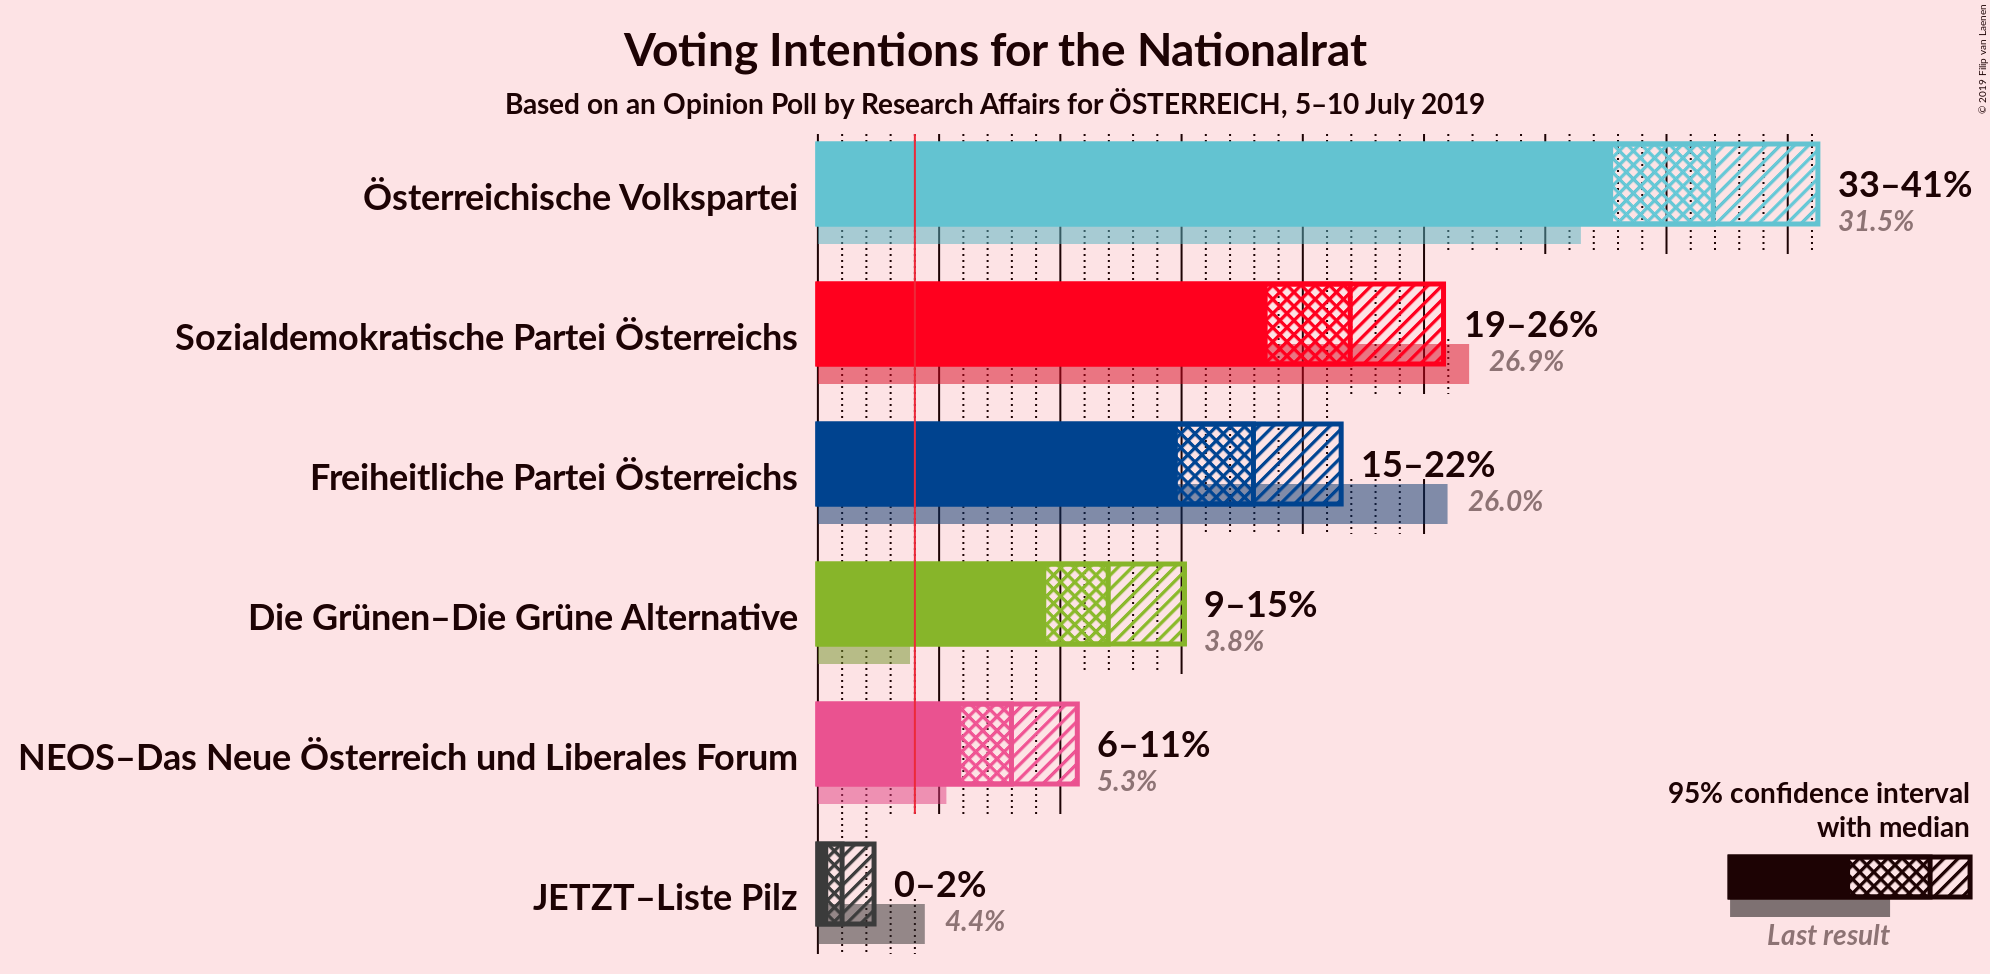 Voting Intentions for the Nationalrat
Based on an Opinion Poll by Research Affairs for ÖSTERREICH, 5–10 July 2019
© 2019 Filip van Laenen
Österreichische Volkspartei
33–41%
31.5%
Sozialdemokratische Partei Österreichs
19–26%
26.9%
Freiheitliche Partei Österreichs
15–22%
26.0%
Die Grünen–Die Grüne Alternative
9–15%
3.8%
NEOS–Das Neue Österreich und Liberales Forum
6–11%
5.3%
JETZT–Liste Pilz
0–2%
4.4%
95% confidence interval
with median
Last result